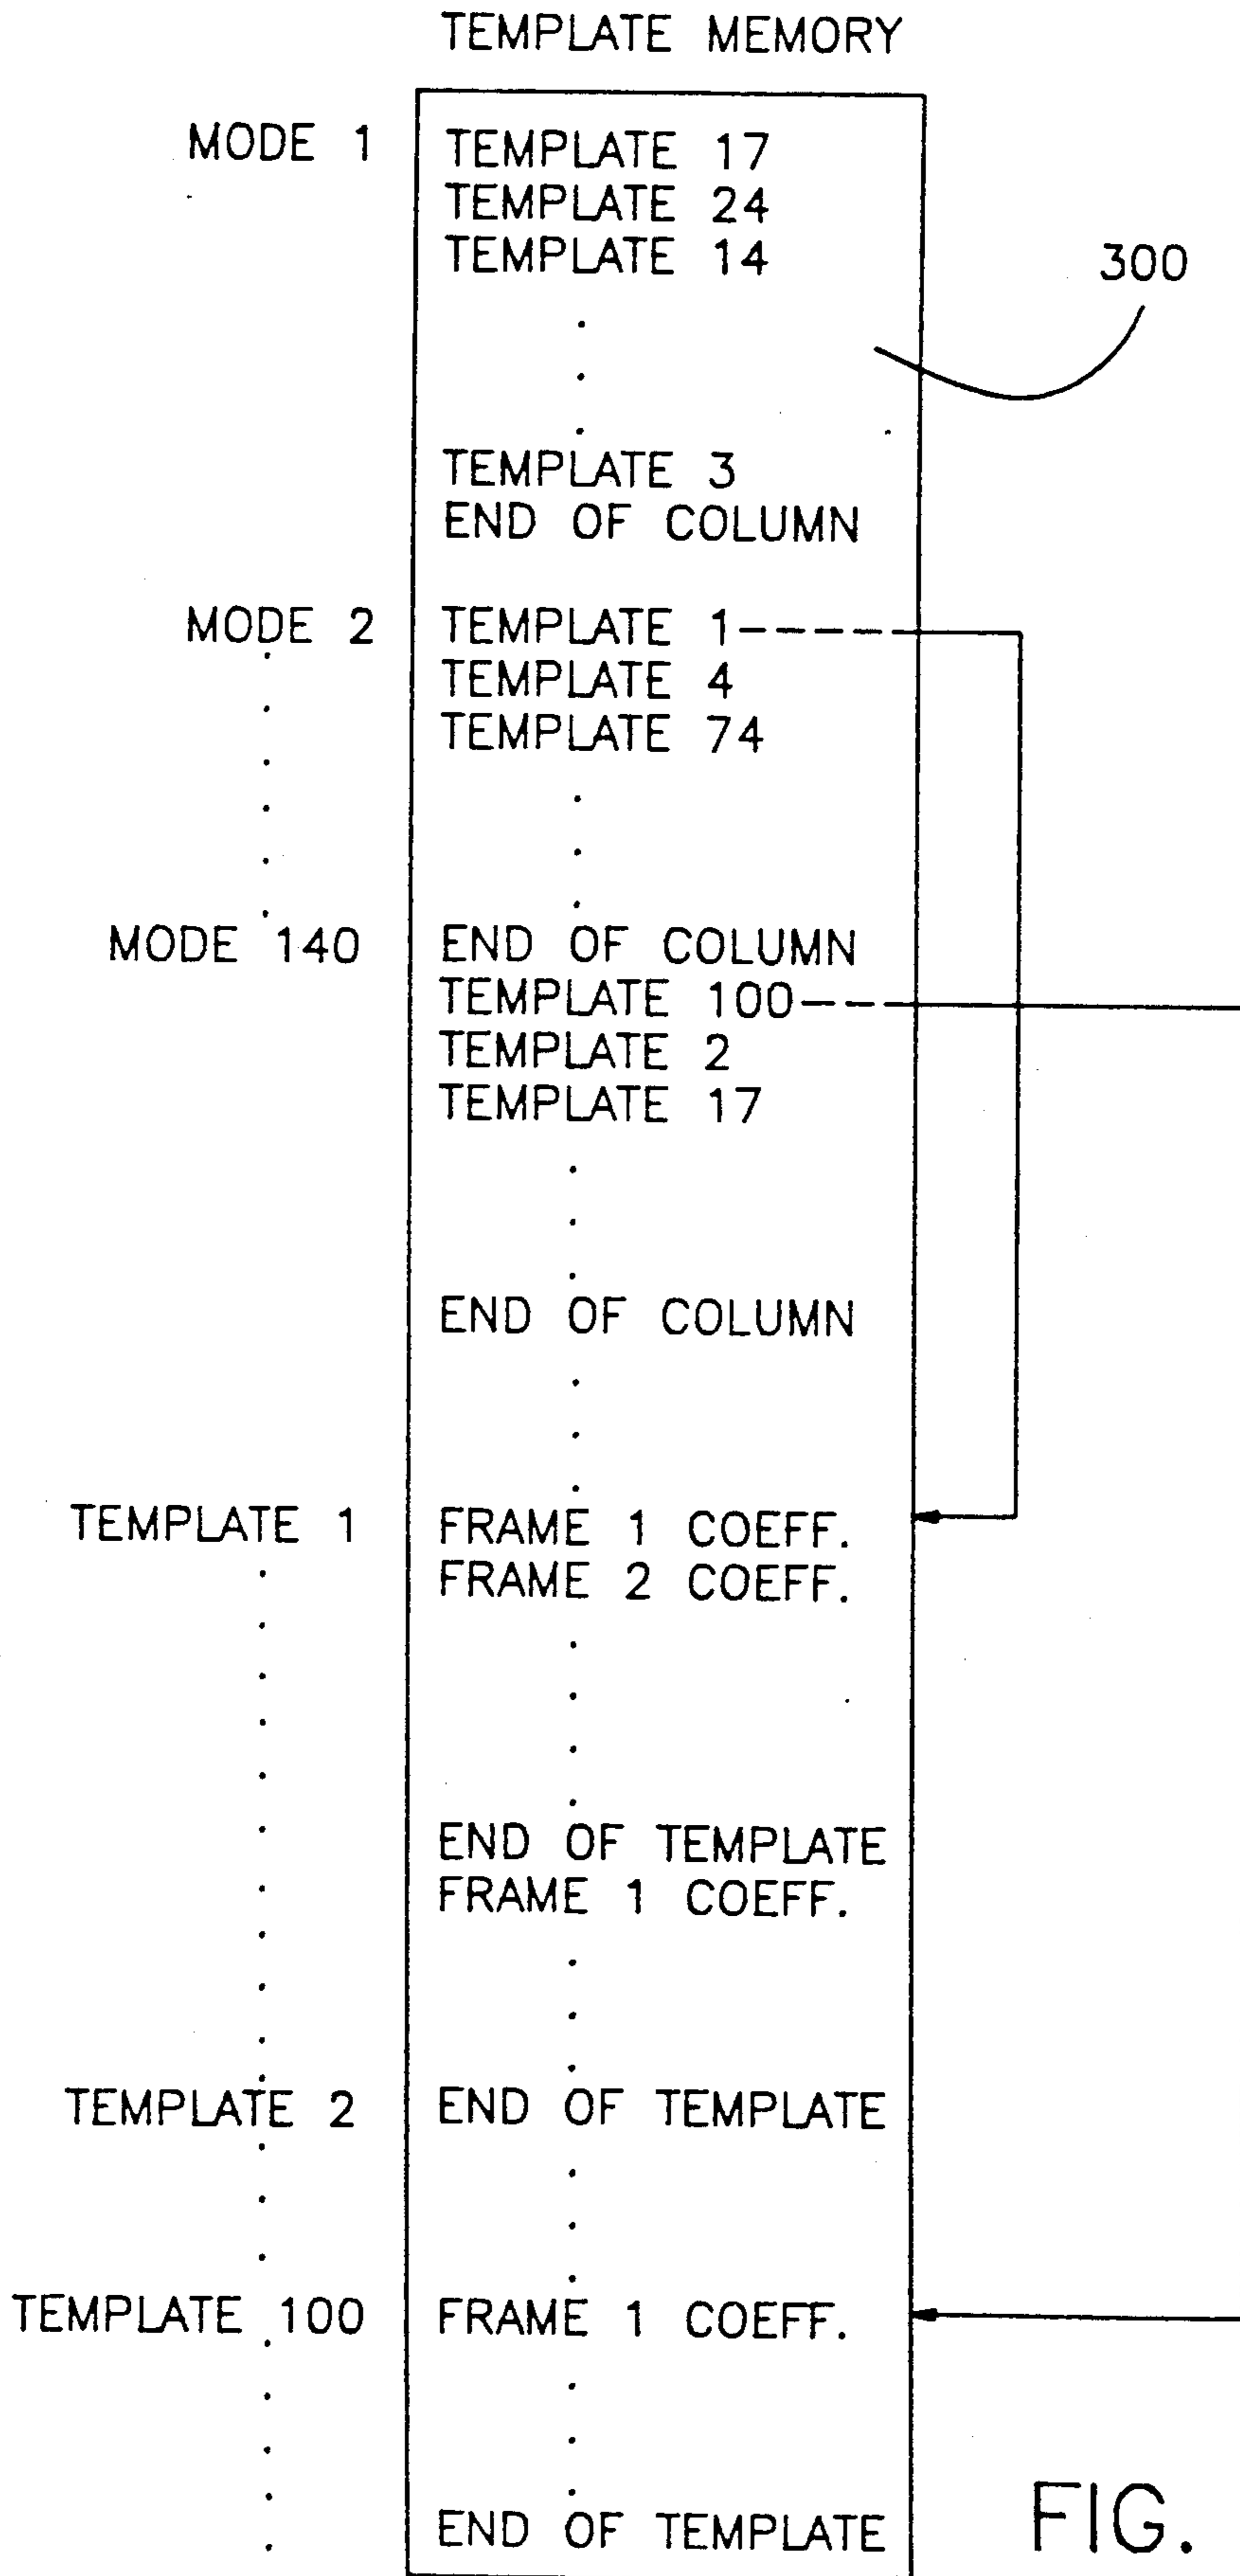 TEMPLATE MEMORY
MODE 1 TEMPLATE 17
TEMPLATE 24
TEMPLATE 14
300
TEMPLATE 3
END OF COLUMN
MODE 2 TEMPLATE 1
TEMPLATE 4
TEMPLATE 74
MODE 140 END OF COLUMN
TEMPLATE 100
TEMPLATE 2
TEMPLATE 17
END OF COLUMN
TEMPLATE 1 FRAME 1 COEFF.
FRAME 2 COEFF.
END OF TEMPLATE
FRAME 1 COEFF.
TEMPLATE 2 END OF TEMPLATE
TEMPLATE 100 FRAME 1 COEFF.
END OF TEMPLATE
FIG.